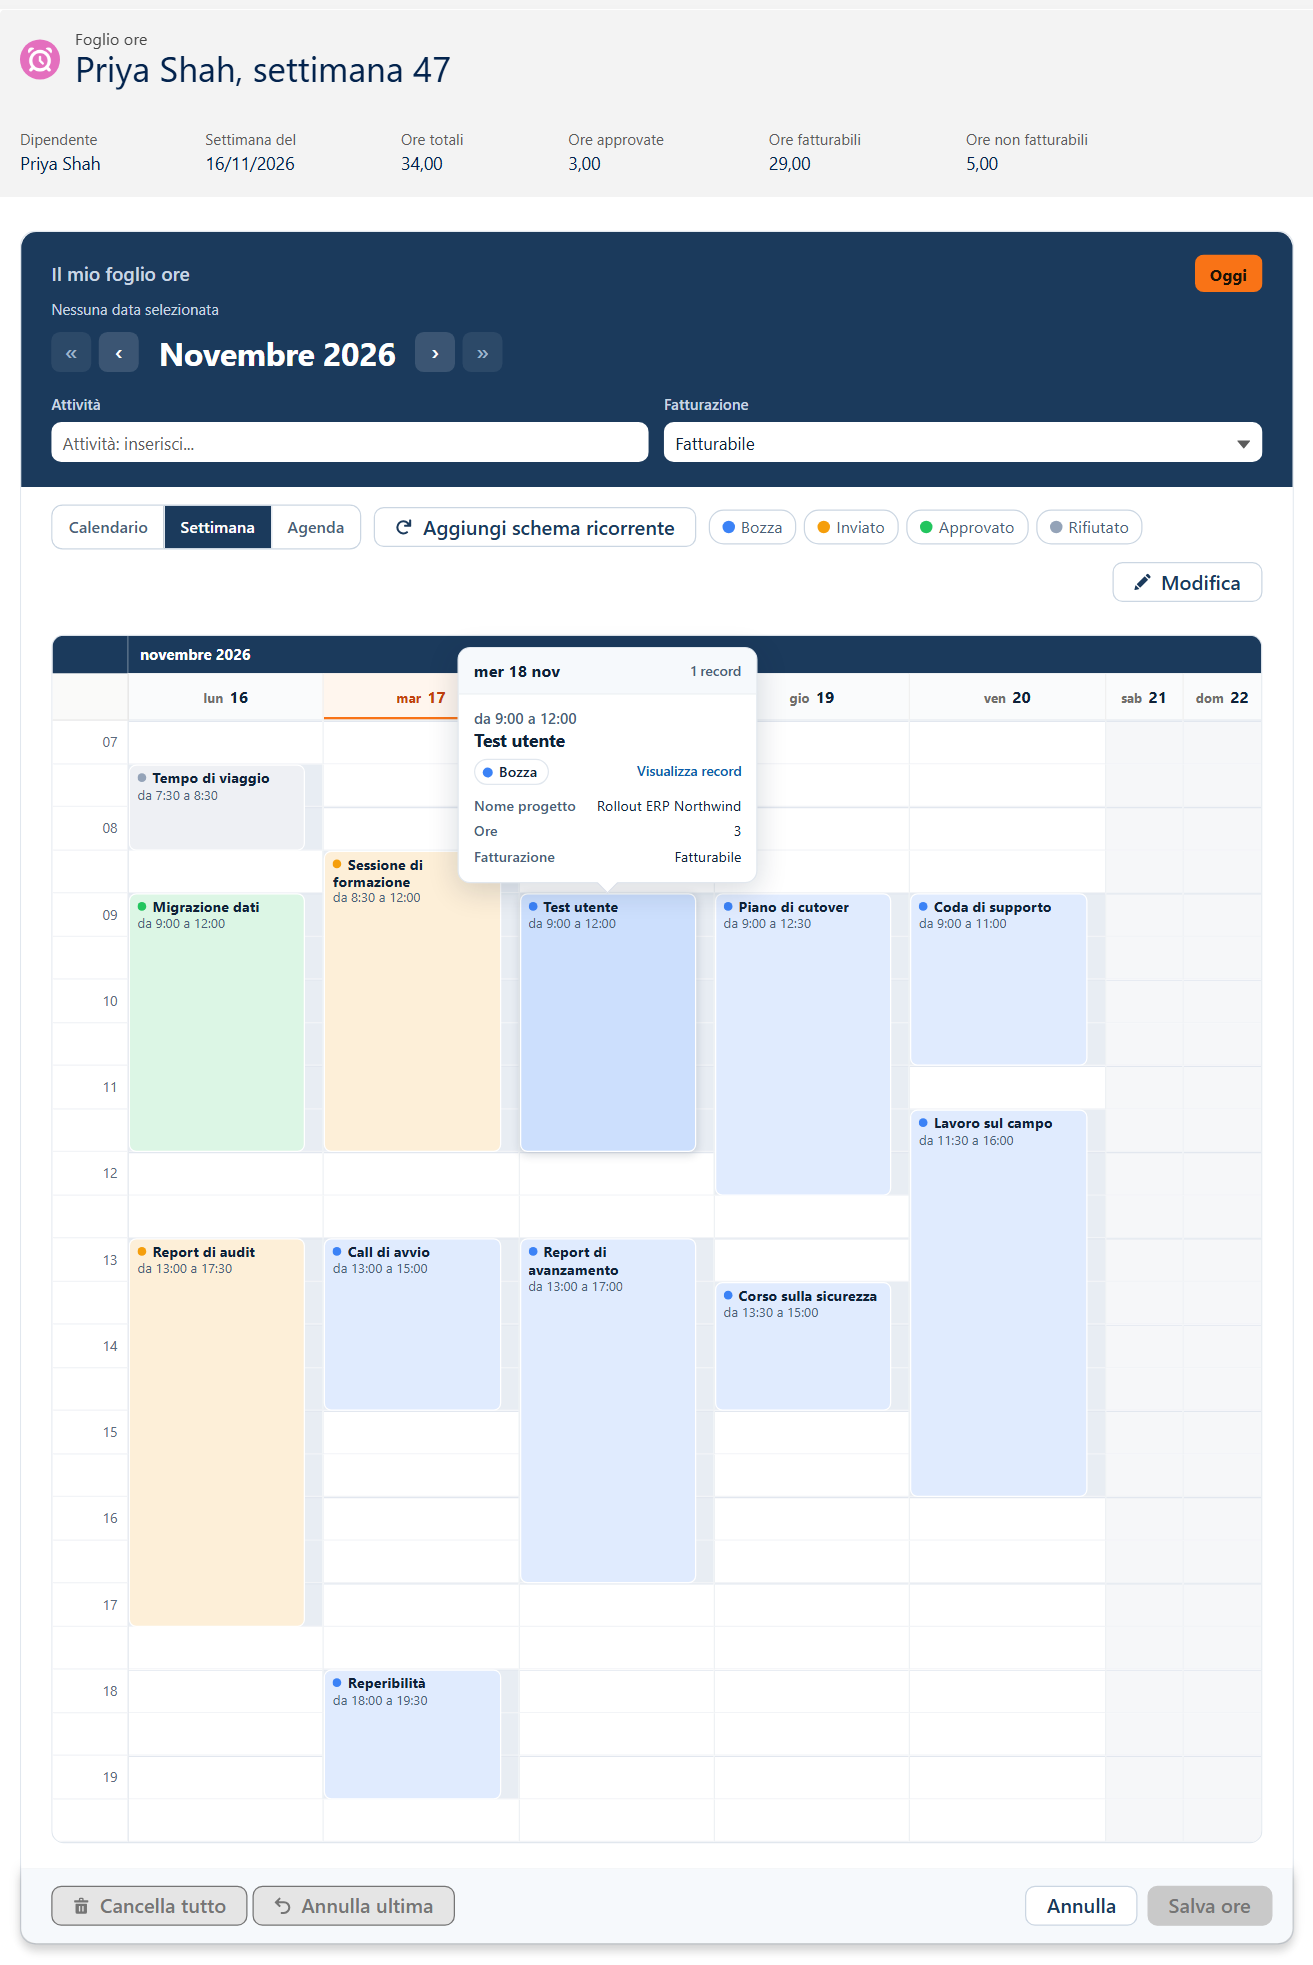 Foglio ore
Priya Shah, settimana 47
Dipendente
Priya Shah
Settimana del
16/11/2026
Ore totali
34,00
Ore approvate
3,00
Ore fatturabili
29,00
Ore non fatturabili
5,00
Il mio foglio ore
Oggi
Nessuna data selezionata
« ‹ Novembre 2026 › »
Attività
Attività: inserisci...
Fatturazione
Fatturabile
Calendario
Settimana
Agenda
Aggiungi schema ricorrente
Bozza
Inviato
Approvato
Rifiutato
Modifica
novembre 2026
lun 16
mar 17
gio 19
ven 20
sab 21
dom 22
mer 18 nov
1 record
da 9:00 a 12:00
Test utente
Bozza
Visualizza record
Nome progetto
Rollout ERP Northwind
Ore
3
Fatturazione
Fatturabile
07
08
09
10
11
12
13
14
15
16
17
18
19
Tempo di viaggio
da 7:30 a 8:30
Migrazione dati
da 9:00 a 12:00
Report di audit
da 13:00 a 17:30
Sessione di
formazione
da 8:30 a 12:00
Call di avvio
da 13:00 a 15:00
Reperibilità
da 18:00 a 19:30
Test utente
da 9:00 a 12:00
Report di
avanzamento
da 13:00 a 17:00
Piano di cutover
da 9:00 a 12:30
Corso sulla sicurezza
da 13:30 a 15:00
Coda di supporto
da 9:00 a 11:00
Lavoro sul campo
da 11:30 a 16:00
Cancella tutto
Annulla ultima
Annulla
Salva ore